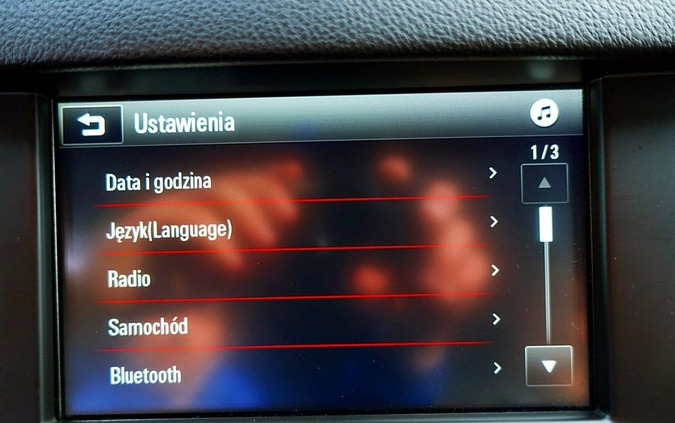 Ustawienia
1/3
Data i godzina
Język(Language)
Radio
Samochód
Bluetooth